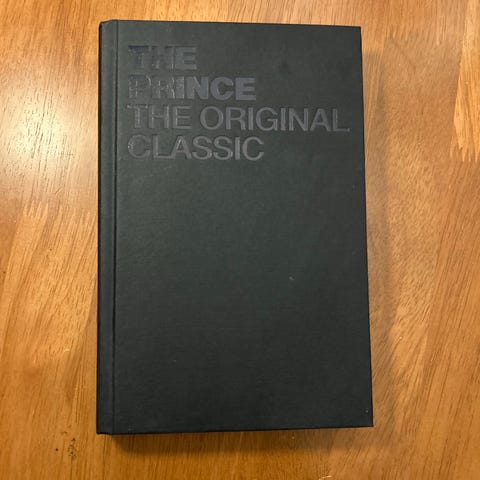 THE
PRINCE
THE ORIGINAL
CLASSIC